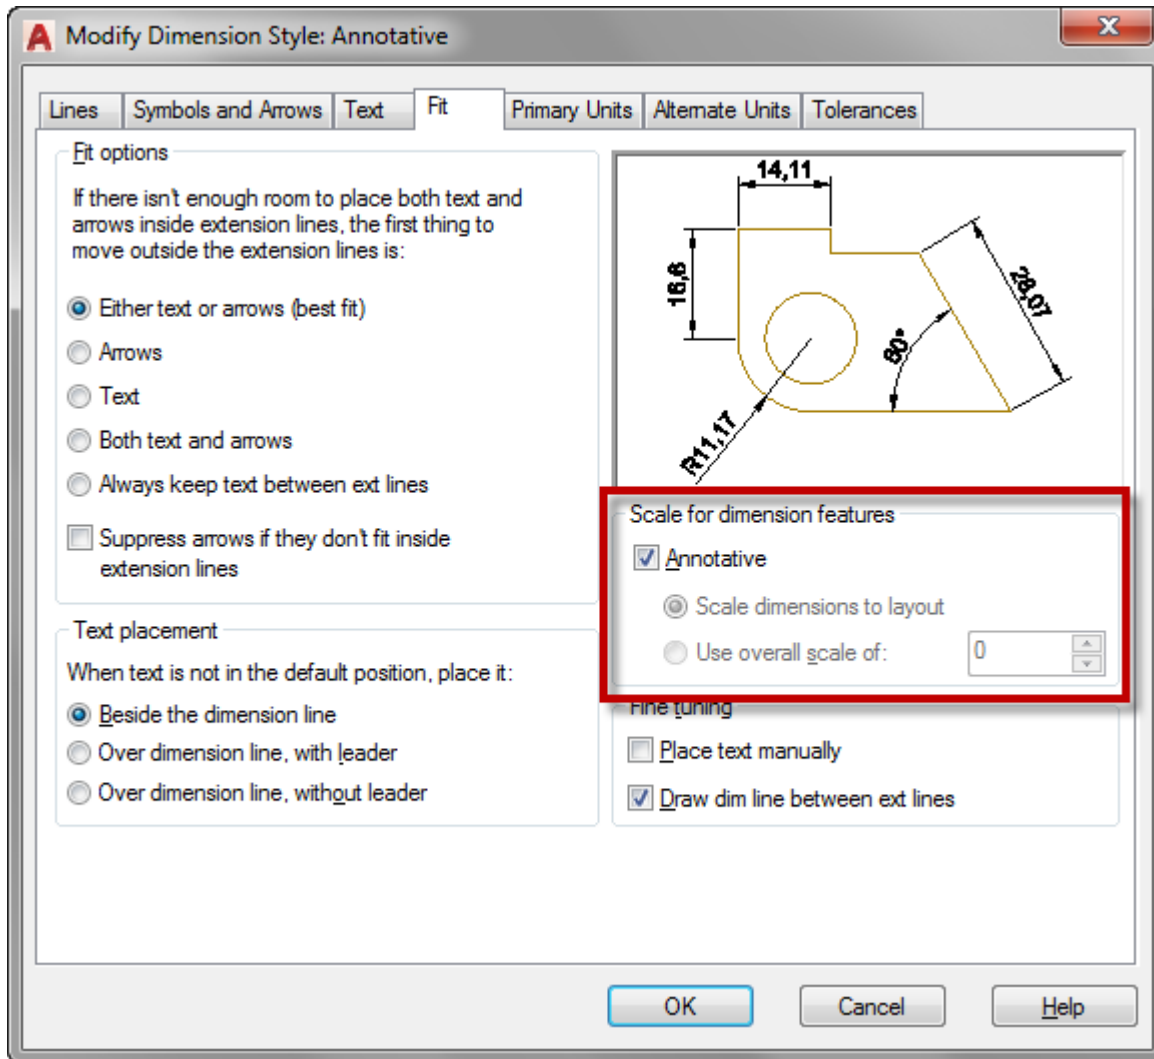 Modify Dimension Style: Annotative
Lines
Symbols and Arrows
Text
Fit
Primary Units
Alternate Units
Tolerances
Fit options
If there isn't enough room to place both text and
arrows inside extension lines, the first thing to
move outside the extension lines is:
Either text or arrows (best fit)
Arrows
Text
Both text and arrows
Always keep text between ext lines
Suppress arrows if they don't fit inside
extension lines
Text placement
When text is not in the default position, place it:
Beside the dimension line
Over dimension line, with leader
Over dimension line, without leader
14,11
16,6
28,07
60°
R11,17
Scale for dimension features
Annotative
Scale dimensions to layout
Use overall scale of:
0
Fine tuning
Place text manually
Draw dim line between ext lines
OK
Cancel
Help